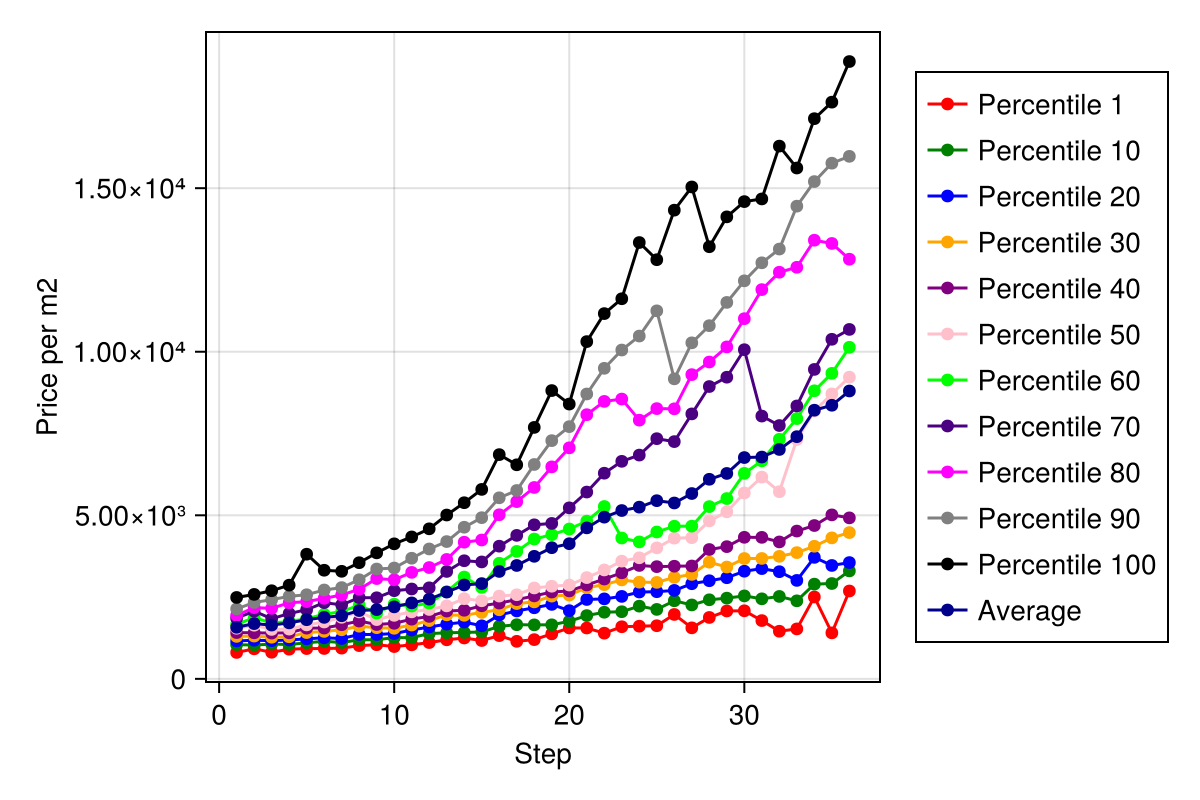 1.50×10⁴
1.00×10⁴
5.00×10³
0
Price per m2
0 10 20 30
Step
Percentile 1
Percentile 10
Percentile 20
Percentile 30
Percentile 40
Percentile 50
Percentile 60
Percentile 70
Percentile 80
Percentile 90
Percentile 100
Average